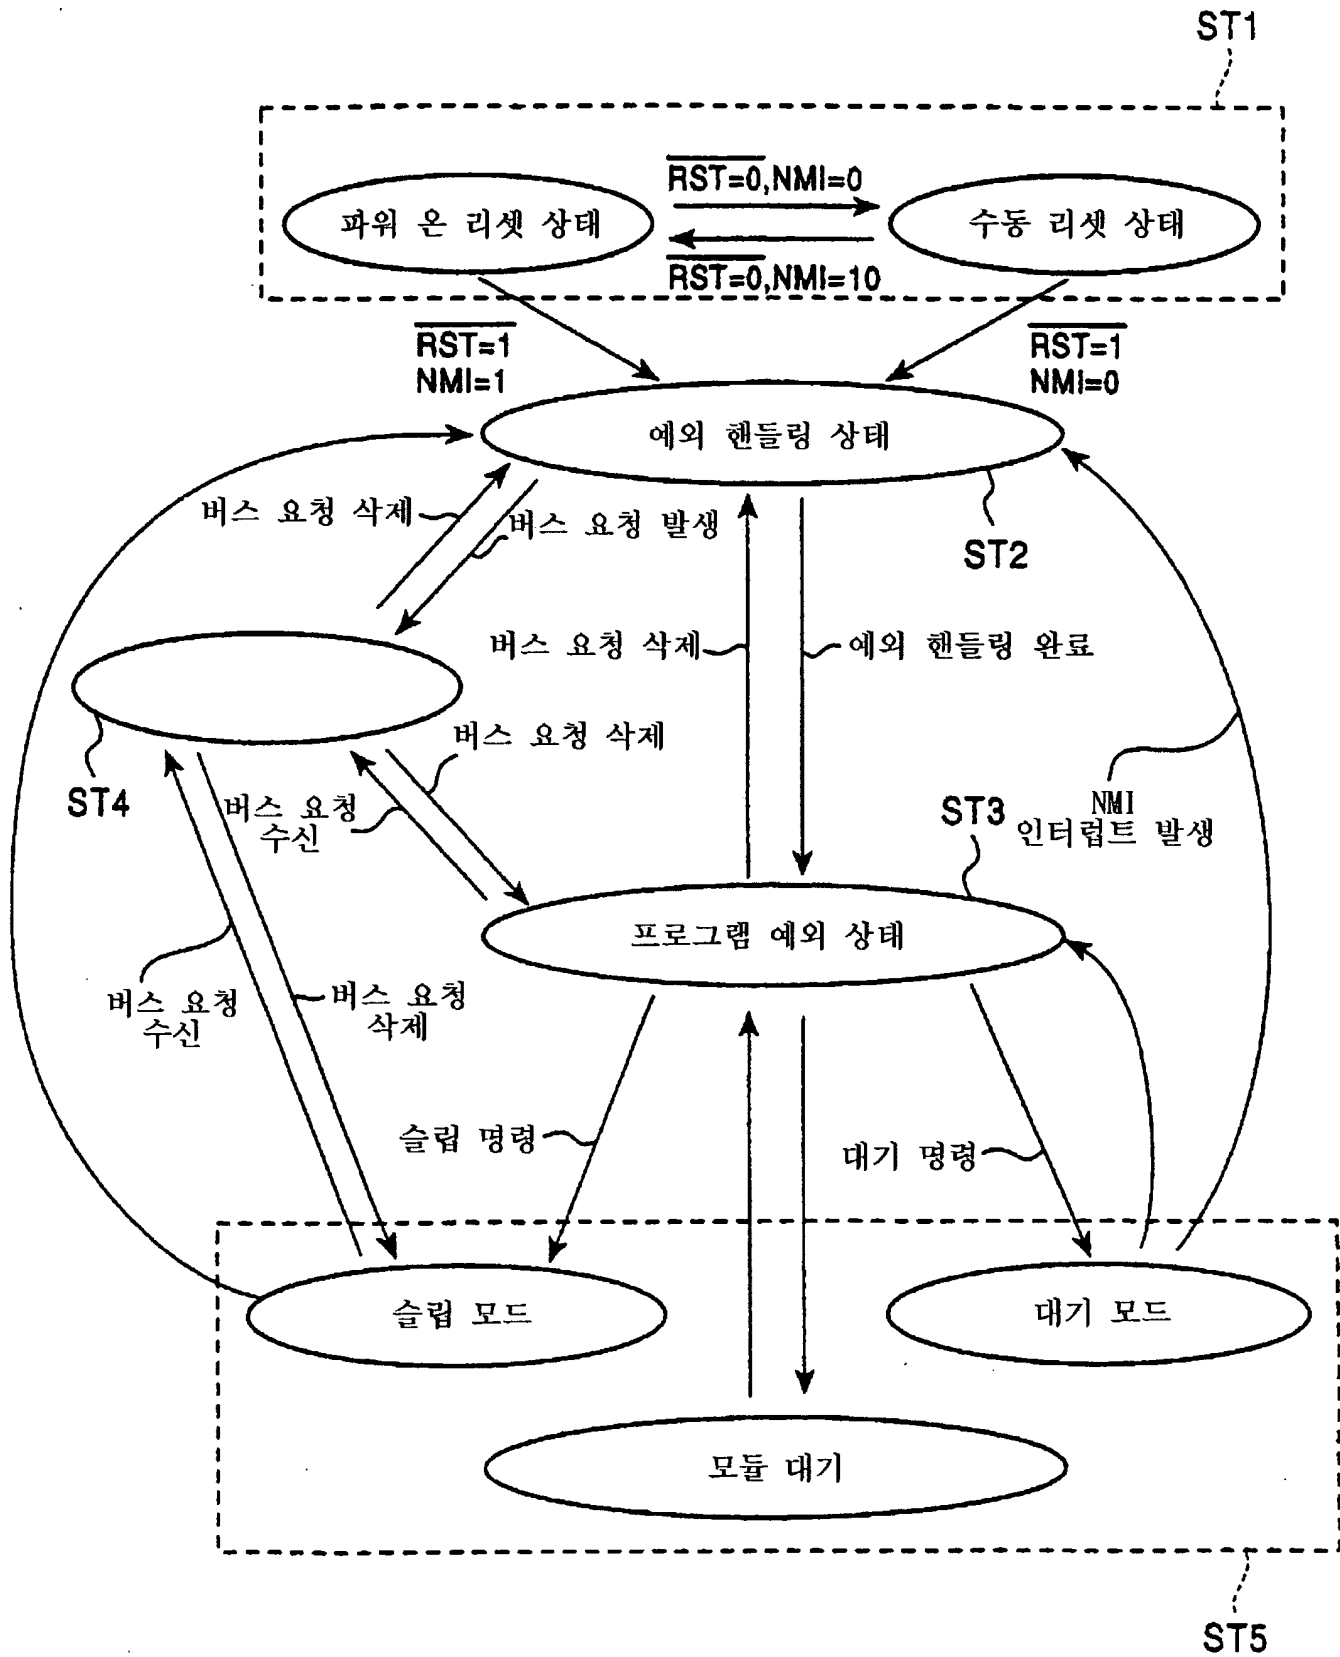 ST1
RST=0,NMI=0
파워 온 리셋 상태
수동 리셋 상태
RST=0,NMI=10
RST=1
NMI=1
RST=1
NMI=0
예외 핸들링 상태
버스 요청 삭제
버스 요청 발생
ST2
버스 요청 삭제
예외 핸들링 완료
버스 요청 삭제
ST4
버스 요청
수신
ST3
NMI
인터럽트 발생
프로그램 예외 상태
버스 요청
수신
버스 요청
삭제
슬립 명령
대기 명령
슬립 모드
대기 모드
모듈 대기
ST5